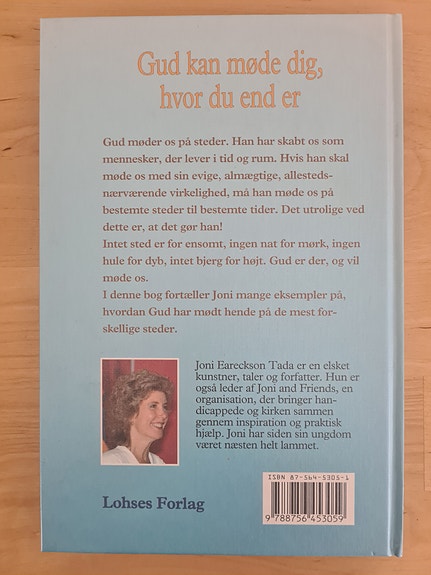 Gud kan møde dig,
hvor du end er
Gud møder os på steder. Han har skabt os som
mennesker, der lever i tid og rum. Hvis han skal
møde os med sin evige, almægtige, allesteds-
nærværende virkelighed, må han møde os på
bestemte steder til bestemte tider. Det utrolige ved
dette er, at det gør han!
Intet sted er for ensomt, ingen nat for mørk, ingen
hule for dyb, intet bjerg for højt. Gud er der, og vil
møde os.
I denne bog fortæller Joni mange eksempler på,
hvordan Gud har mødt hende på de mest for-
skellige steder.
Joni Eareckson Tada er en elsket
kunstner, taler og forfatter. Hun er
også leder af Joni and Friends, en
organisation, der bringer han-
dicappede og kirken sammen
gennem inspiration og praktisk
hjælp. Joni har siden sin ungdom
været næsten helt lammet.
ISBN 87-564-5305-1
Lohses Forlag
9 788756 453059